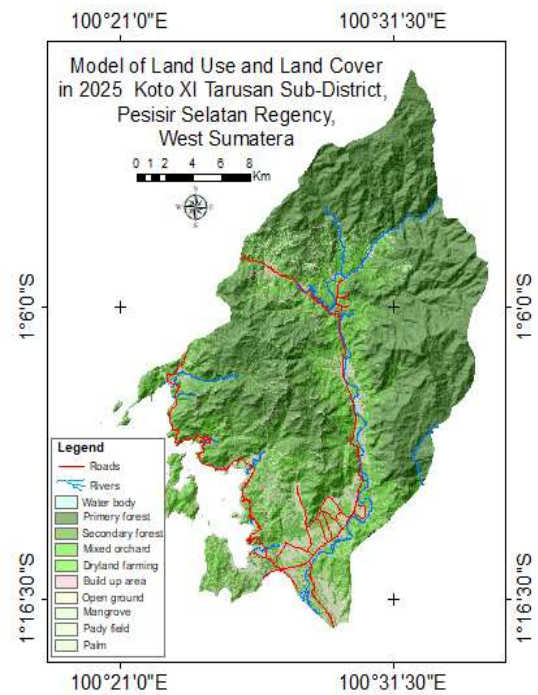 100°21'0"E 100°31'30"E
Model of Land Use and Land Cover
in 2025 Koto XI Tarusan Sub-District,
Pesisir Selatan Regency,
West Sumatera
0 1 2 4 6 8
Km
N
W E
S
1°6'0"S 1°6'0"S
Legend
Roads
Rivers
Water body
Primery forest
Secondary forest
Mixed orchard
Dryland farming
Build up area
Open ground
Mangrove
Pady field
Palm
1°16'30"S 1°16'30"S
100°21'0"E 100°31'30"E